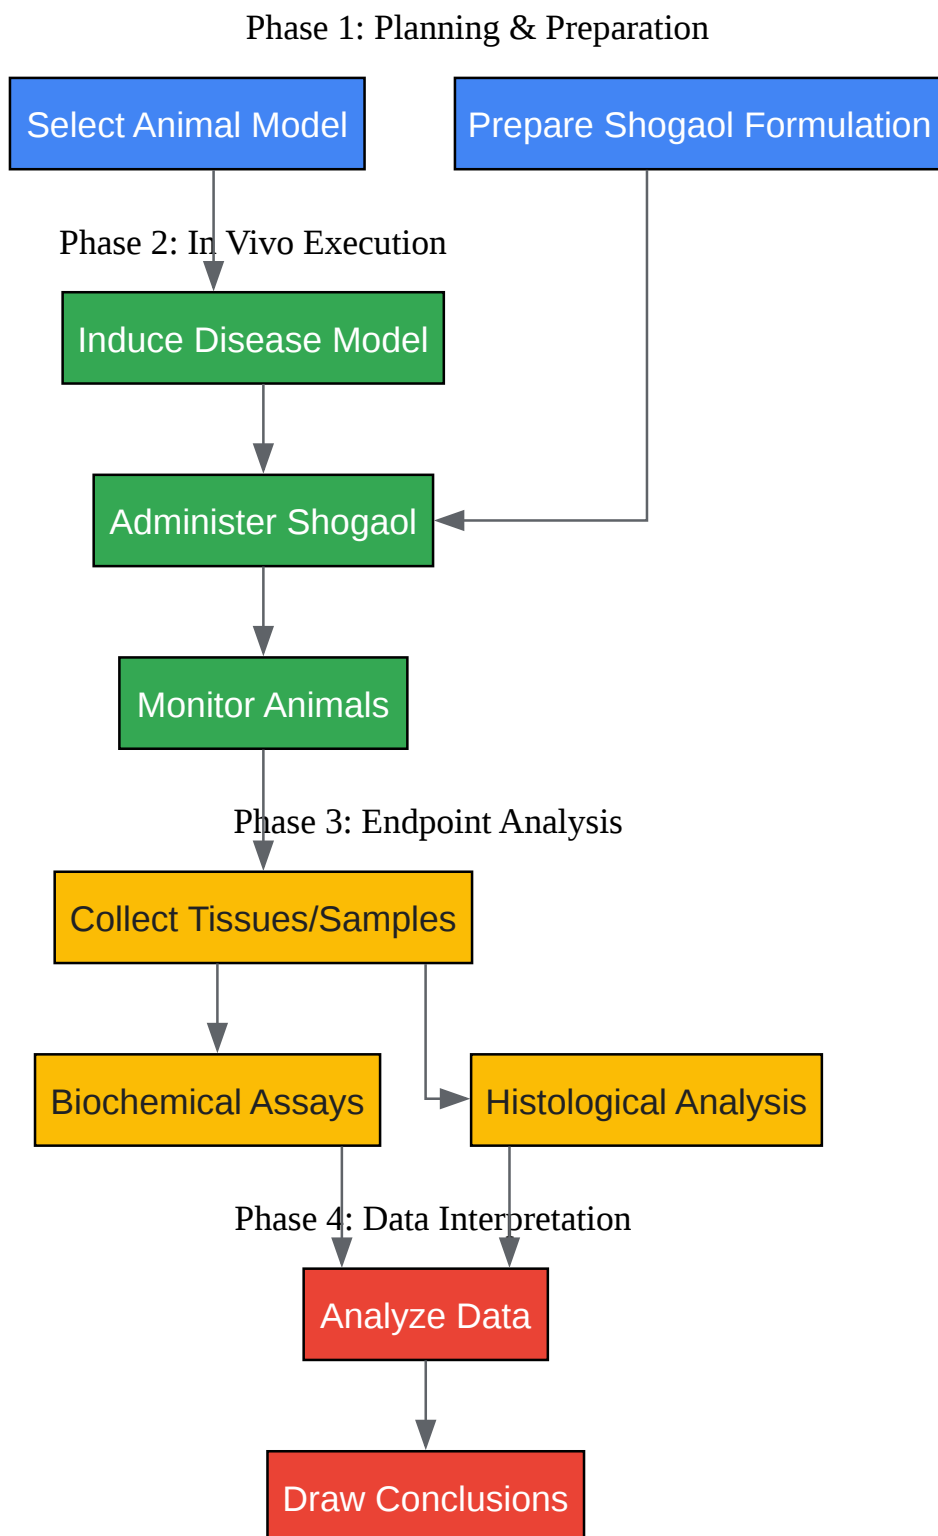 Phase 1: Planning & Preparation
Select Animal Model
Prepare Shogaol Formulation
Phase 2: In Vivo Execution
Induce Disease Model
Administer Shogaol
Monitor Animals
Phase 3: Endpoint Analysis
Collect Tissues/Samples
Biochemical Assays
Histological Analysis
Phase 4: Data Interpretation
Analyze Data
Draw Conclusions